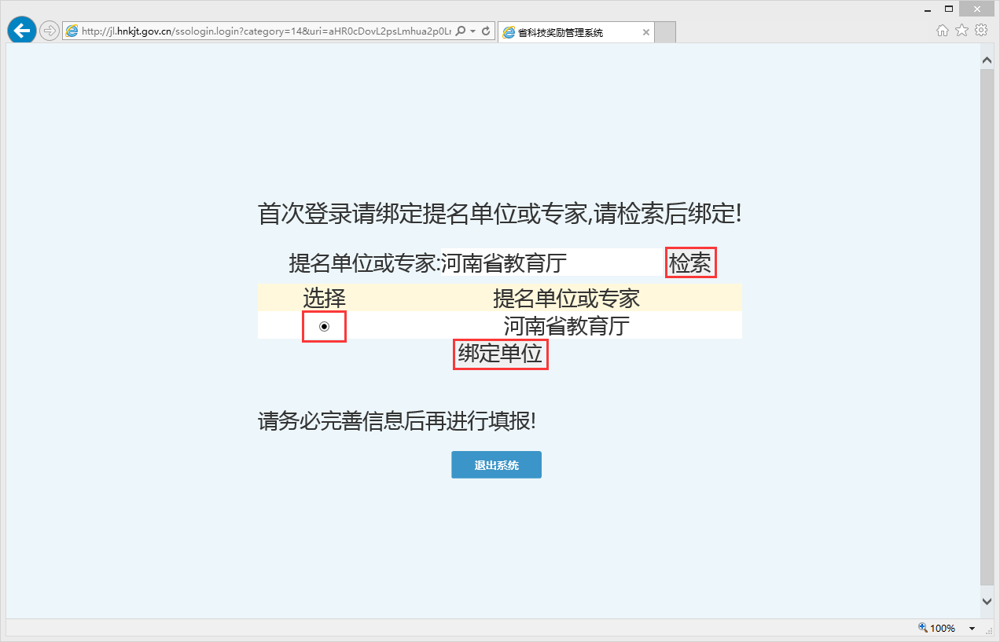 http://jl.hnkjt.gov.cn/ssologin.login?category=14&uri=aHR0cDovL2psLmhua2p0Lr
省科技奖励管理系统
首次登录请绑定提名单位或专家,请检索后绑定!
提名单位或专家:河南省教育厅 检索
选择 提名单位或专家
河南省教育厅
绑定单位
请务必完善信息后再进行填报!
退出系统
100%